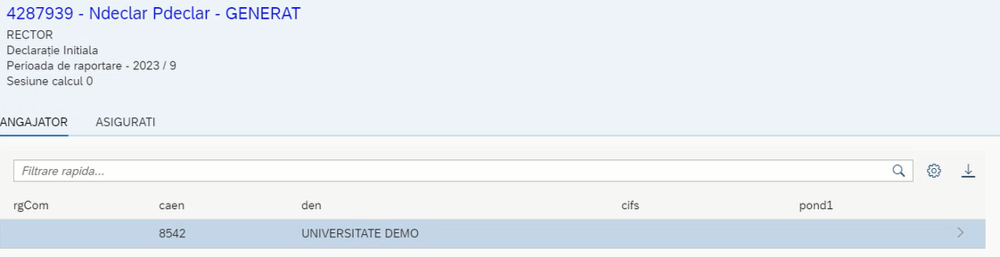 4287939 - Ndeclar Pdeclar - GENERAT
RECTOR
Declarație Initiala
Perioada de raportare - 2023 / 9
Sesiune calcul 0
ANGAJATOR ASIGURATI
Filtrare rapida...
rgCom caen den cifs pond1
8542 UNIVERSITATE DEMO